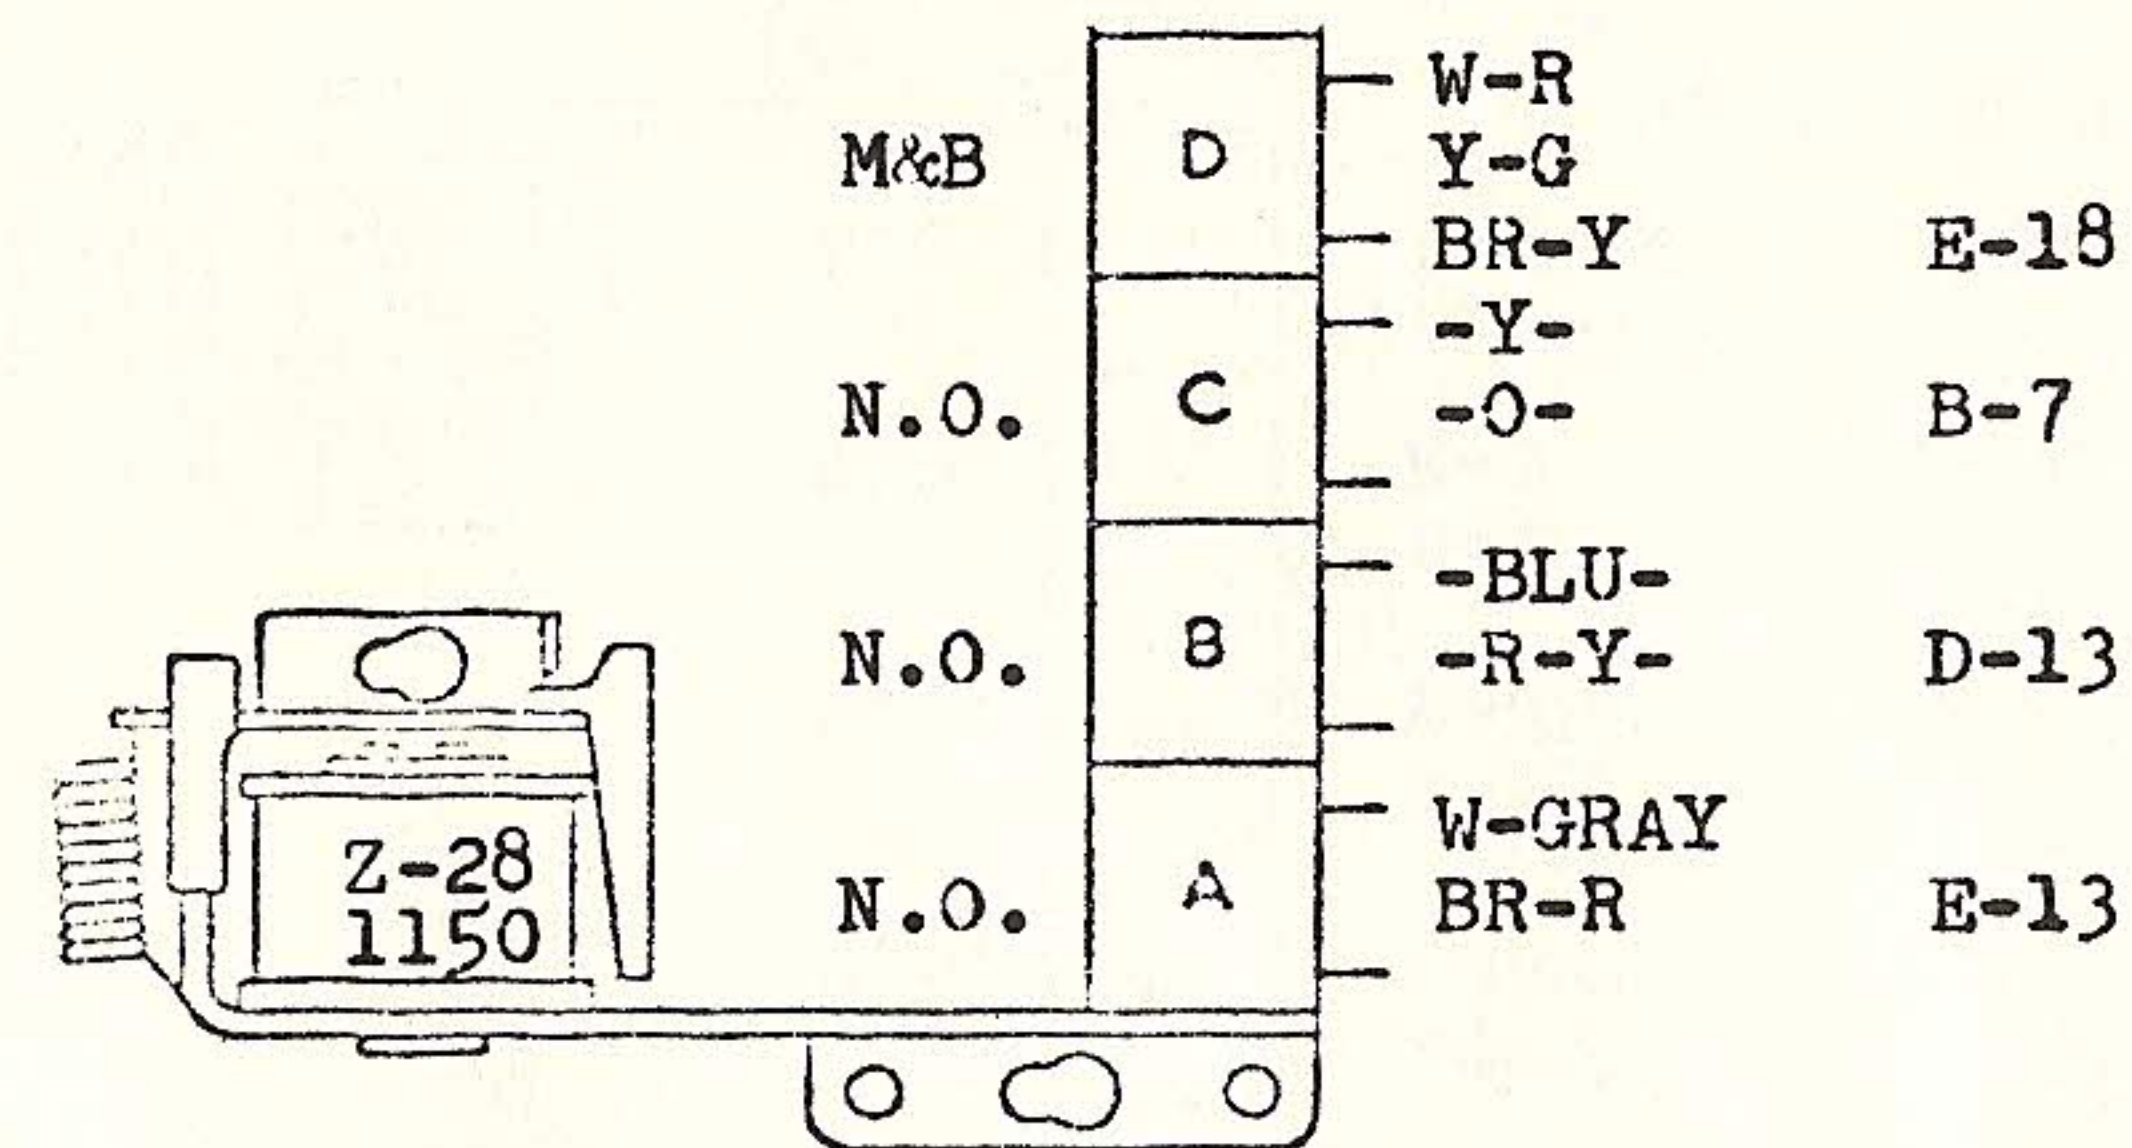 W-R
M&B D Y-G
BR-Y E-18
-Y-
N.O. C -O- B-7
-BLU-
N.O. B -R-Y- D-13
W-GRAY
Z-28
N.O. A BR-R E-13
1150